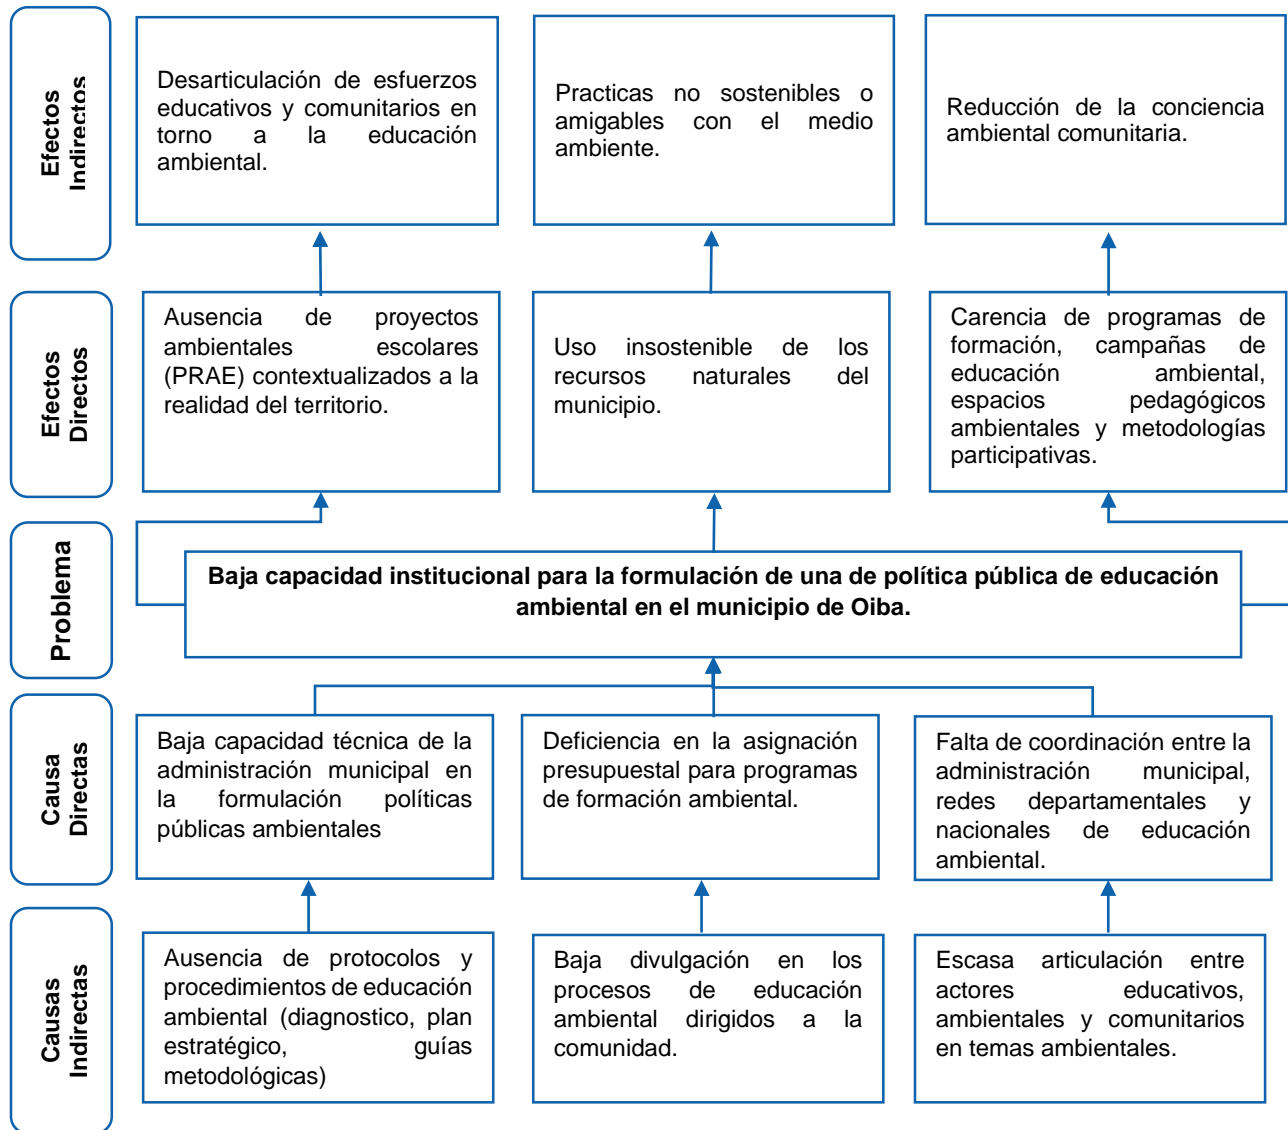 Efectos
Indirectos
Desarticulación de esfuerzos
educativos y comunitarios en
torno a la educación
ambiental.
Practicas no sostenibles o
amigables con el medio
ambiente.
Reducción de la conciencia
ambiental comunitaria.
Efectos
Directos
Ausencia de proyectos
ambientales escolares
(PRAE) contextualizados a la
realidad del territorio.
Uso insostenible de los
recursos naturales del
municipio.
Carencia de programas de
formación, campañas de
educación ambiental,
espacios pedagógicos
ambientales y metodologías
participativas.
Problema
Baja capacidad institucional para la formulación de una de política pública de educación
ambiental en el municipio de Oiba.
Causa
Directas
Baja capacidad técnica de la
administración municipal en
la formulación políticas
públicas ambientales
Deficiencia en la asignación
presupuestal para programas
de formación ambiental.
Falta de coordinación entre la
administración municipal,
redes departamentales y
nacionales de educación
ambiental.
Causas
Indirectas
Ausencia de protocolos y
procedimientos de educación
ambiental (diagnostico, plan
estratégico, guías
metodológicas)
Baja divulgación en los
procesos de educación
ambiental dirigidos a la
comunidad.
Escasa articulación entre
actores educativos,
ambientales y comunitarios
en temas ambientales.